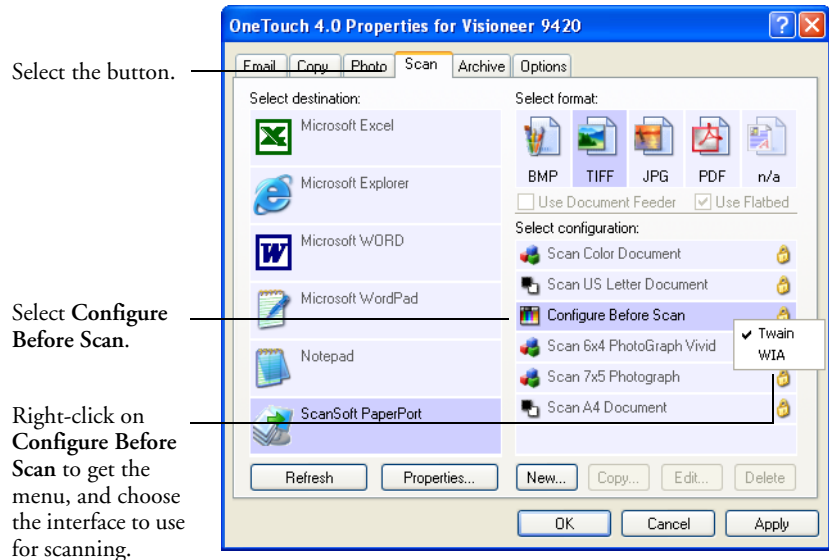 OneTouch 4.0 Properties for Visioneer 9420
Select the button.
Email Copy Photo Scan Archive Options
Select destination:
Microsoft Excel
Microsoft Explorer
Microsoft WORD
Microsoft WordPad
Notepad
ScanSoft PaperPort
Refresh Properties...
Select format:
BMP TIFF JPG PDF n/a
Use Document Feeder Use Flatbed
Select configuration:
Scan Color Document
Scan US Letter Document
Configure Before Scan
Scan 6x4 PhotoGraph Vivid
Scan 7x5 Photograph
Scan A4 Document
Twain
WIA
New... Copy... Edit... Delete
OK Cancel Apply
Select Configure
Before Scan.
Right-click on
Configure Before
Scan to get the
menu, and choose
the interface to use
for scanning.